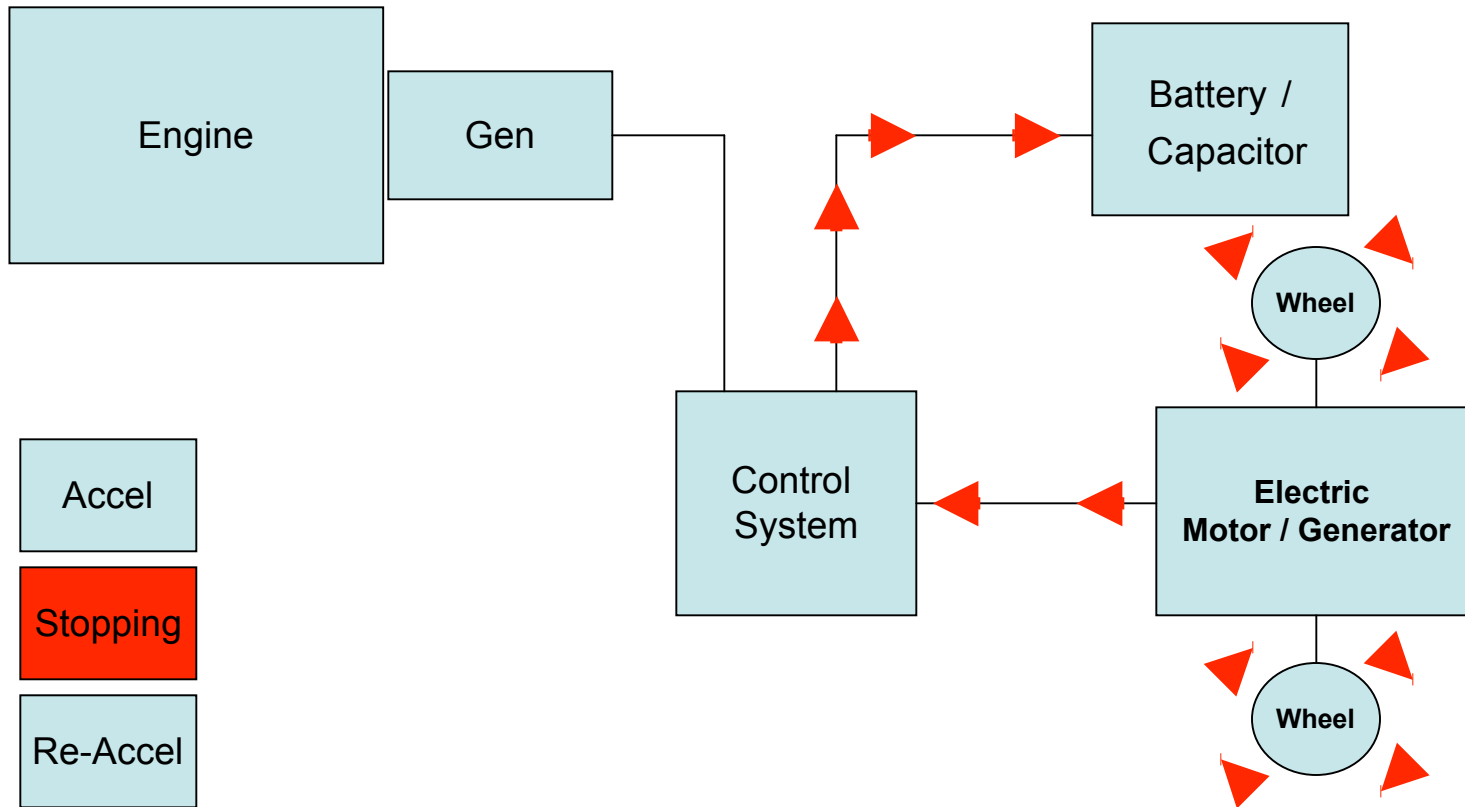 Engine
Gen
Battery /
Capacitor
Wheel
Control
System
Electric
Motor / Generator
Accel
Stopping
Re-Accel
Wheel